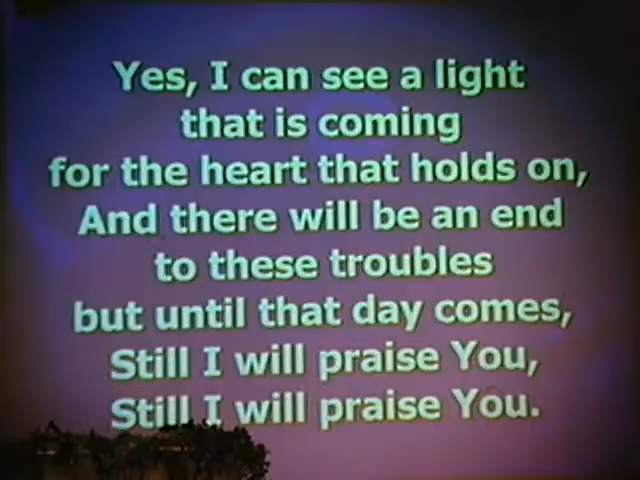 Yes, I can see a light
that is coming
for the heart that holds on,
And there will be an end
to these troubles
but until that day comes,
Still I will praise You,
Still I will praise You.